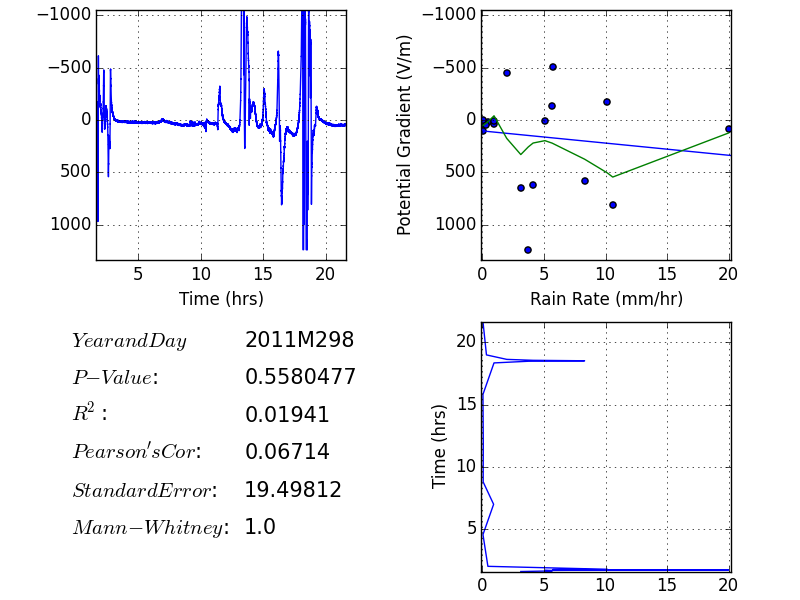 −1000
−500
0
500
1000
5
10
15
20
Time (hrs)
−1000
−500
0
500
1000
Potential Gradient (V/m)
0
5
10
15
20
Rain Rate (mm/hr)
YearandDay 2011M298
P−Value: 0.5580477
R²: 0.01941
Pearson′sCor: 0.06714
StandardError: 19.49812
Mann−Whitney: 1.0
20
15
10
5
Time (hrs)
0
5
10
15
20